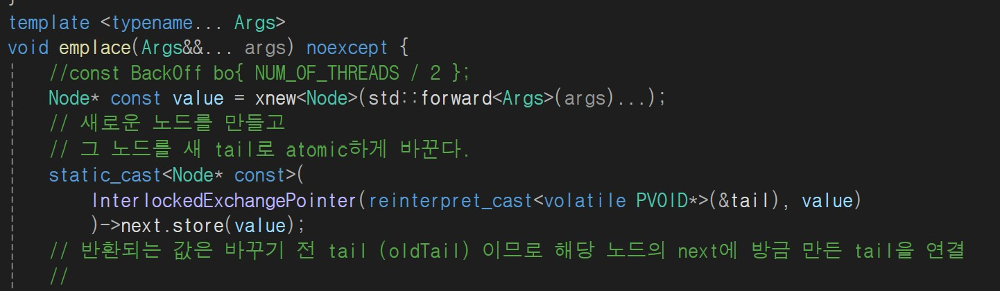 }
template <typename... Args>
void emplace(Args&&... args) noexcept {
//const BackOff bo{ NUM_OF_THREADS / 2 };
Node* const value = xnew<Node>(std::forward<Args>(args)...);
// 새로운 노드를 만들고
// 그 노드를 새 tail로 atomic하게 바꾼다.
static_cast<Node* const>(
InterlockedExchangePointer(reinterpret_cast<volatile PVOID*>(&tail), value)
)->next.store(value);
// 반환되는 값은 바꾸기 전 tail (oldTail) 이므로 해당 노드의 next에 방금 만든 tail을 연결
//